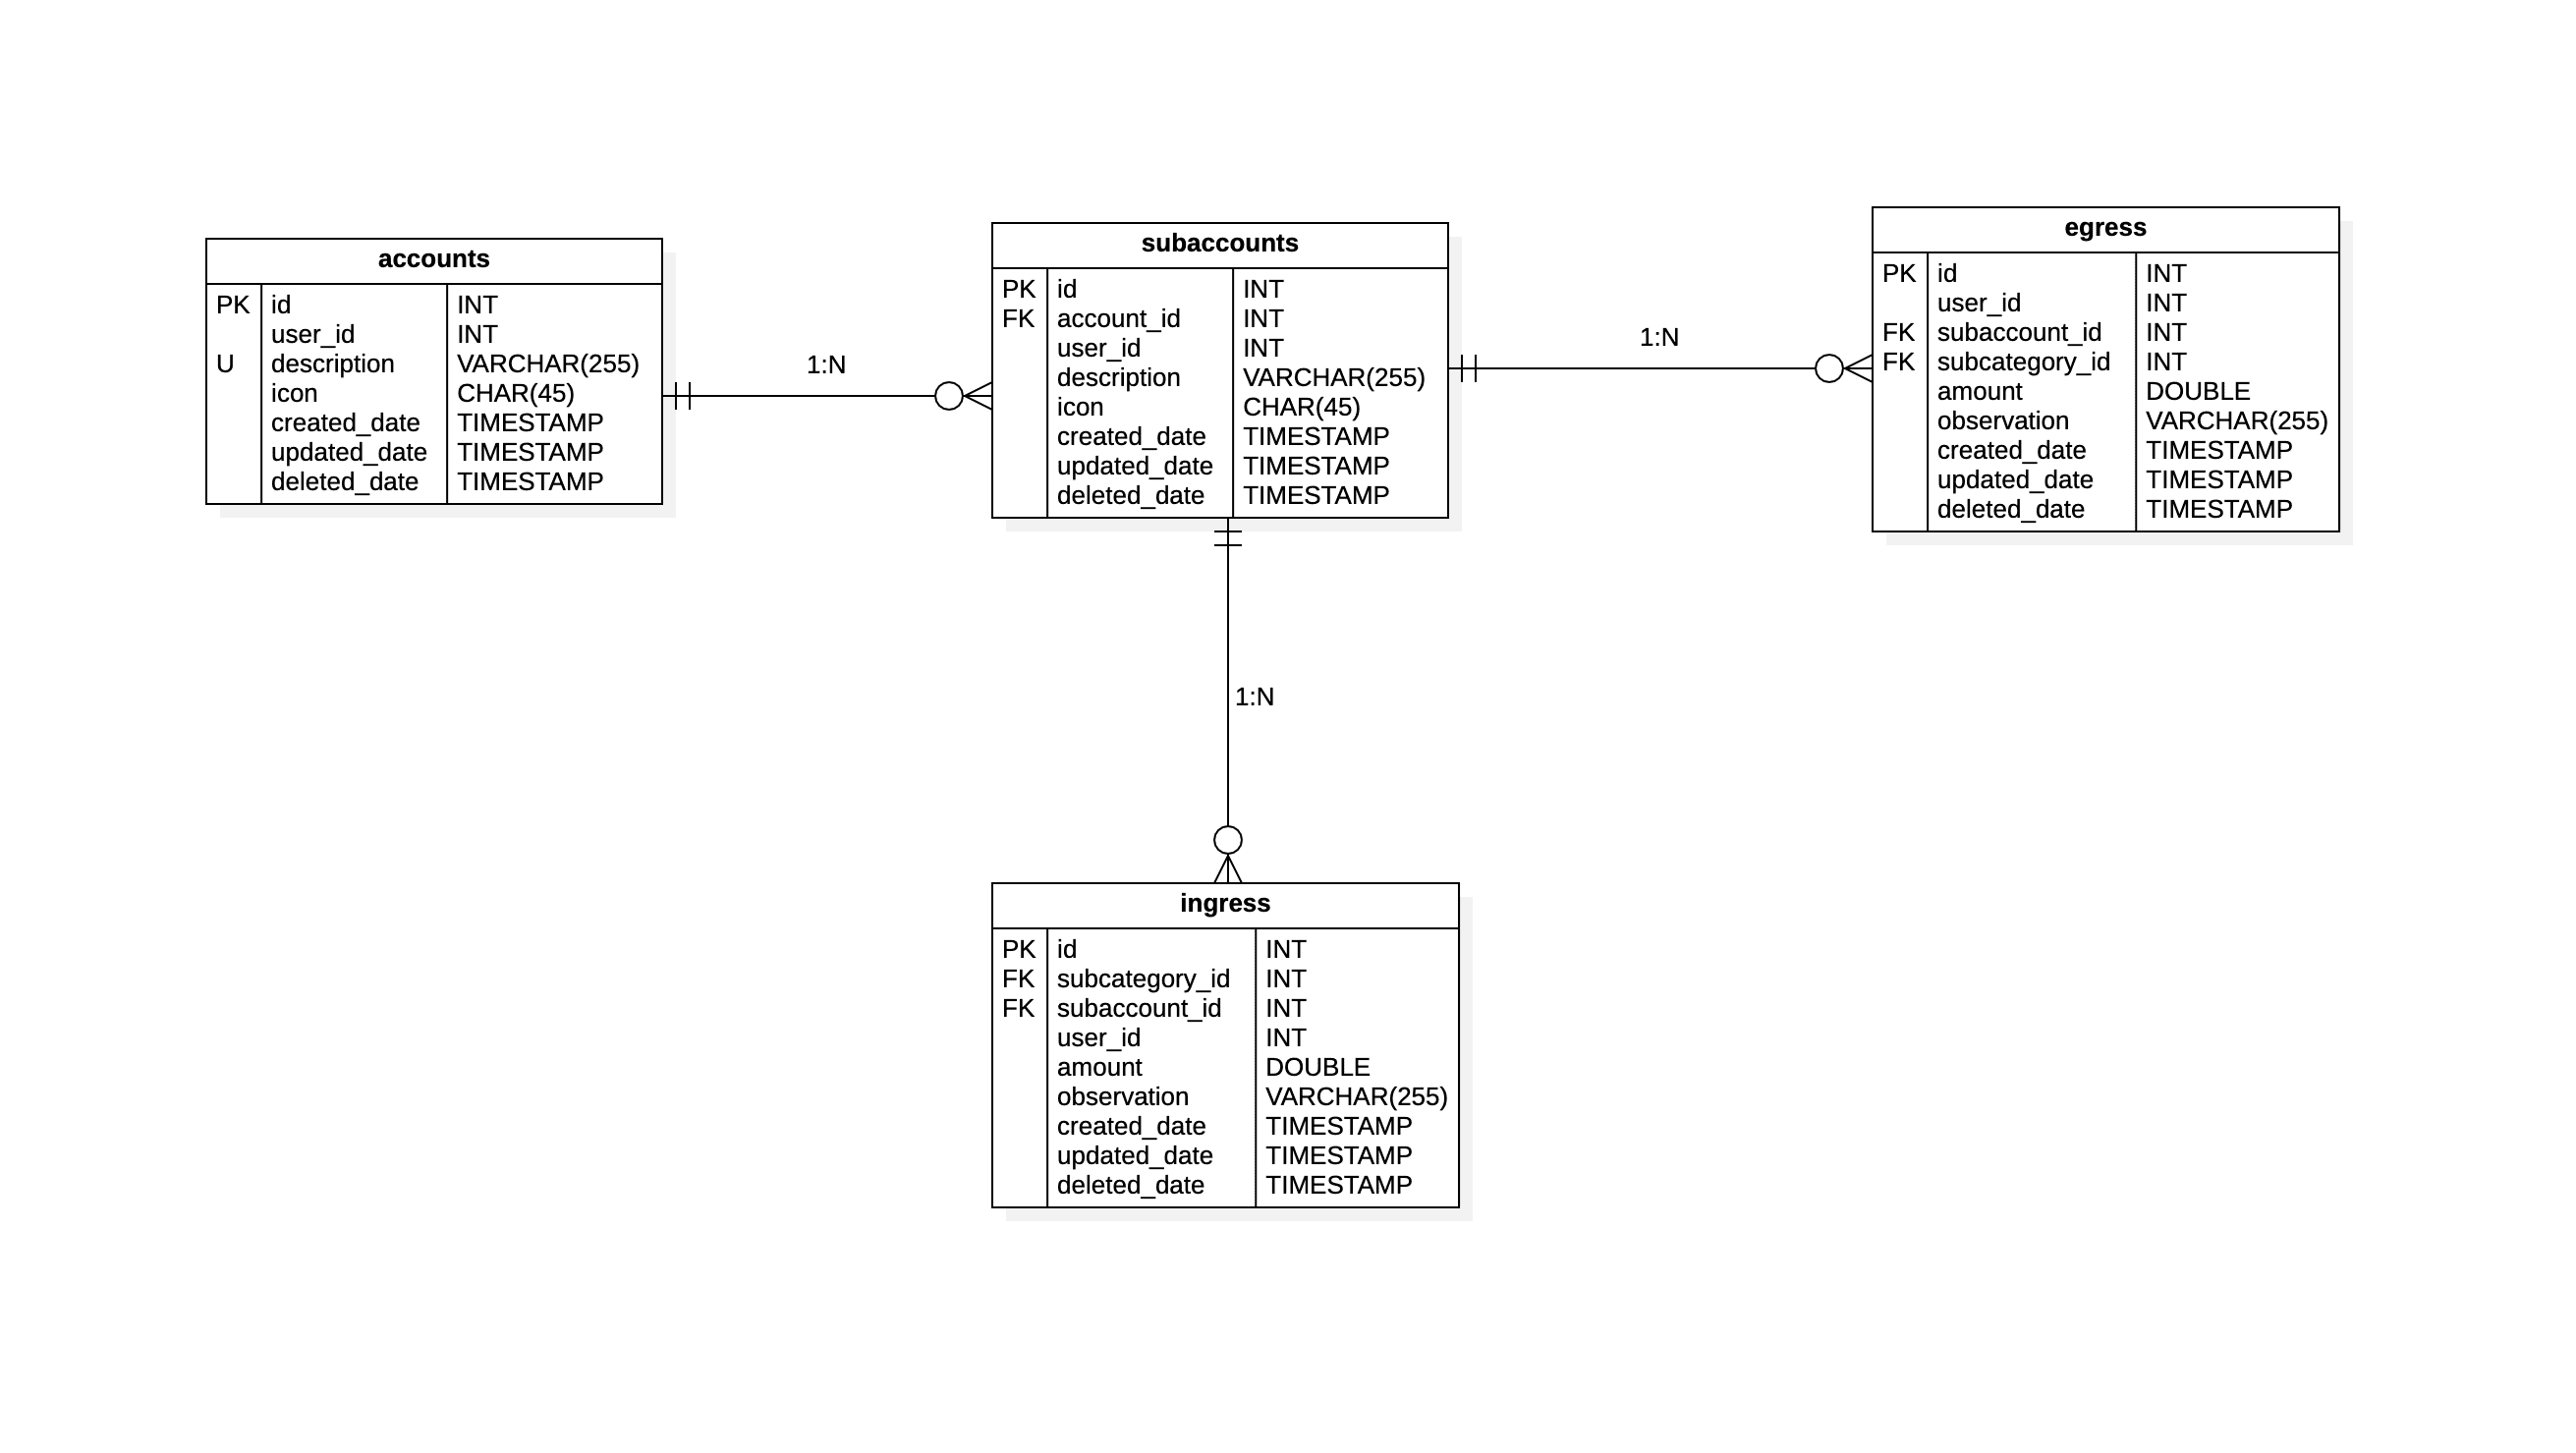 accounts
PK id INT
user_id INT
U description VARCHAR(255)
icon CHAR(45)
created_date TIMESTAMP
updated_date TIMESTAMP
deleted_date TIMESTAMP
1:N
subaccounts
PK id INT
FK account_id INT
user_id INT
description VARCHAR(255)
icon CHAR(45)
created_date TIMESTAMP
updated_date TIMESTAMP
deleted_date TIMESTAMP
1:N
egress
PK id INT
user_id INT
FK subaccount_id INT
FK subcategory_id INT
amount DOUBLE
observation VARCHAR(255)
created_date TIMESTAMP
updated_date TIMESTAMP
deleted_date TIMESTAMP
1:N
ingress
PK id INT
FK subcategory_id INT
FK subaccount_id INT
user_id INT
amount DOUBLE
observation VARCHAR(255)
created_date TIMESTAMP
updated_date TIMESTAMP
deleted_date TIMESTAMP